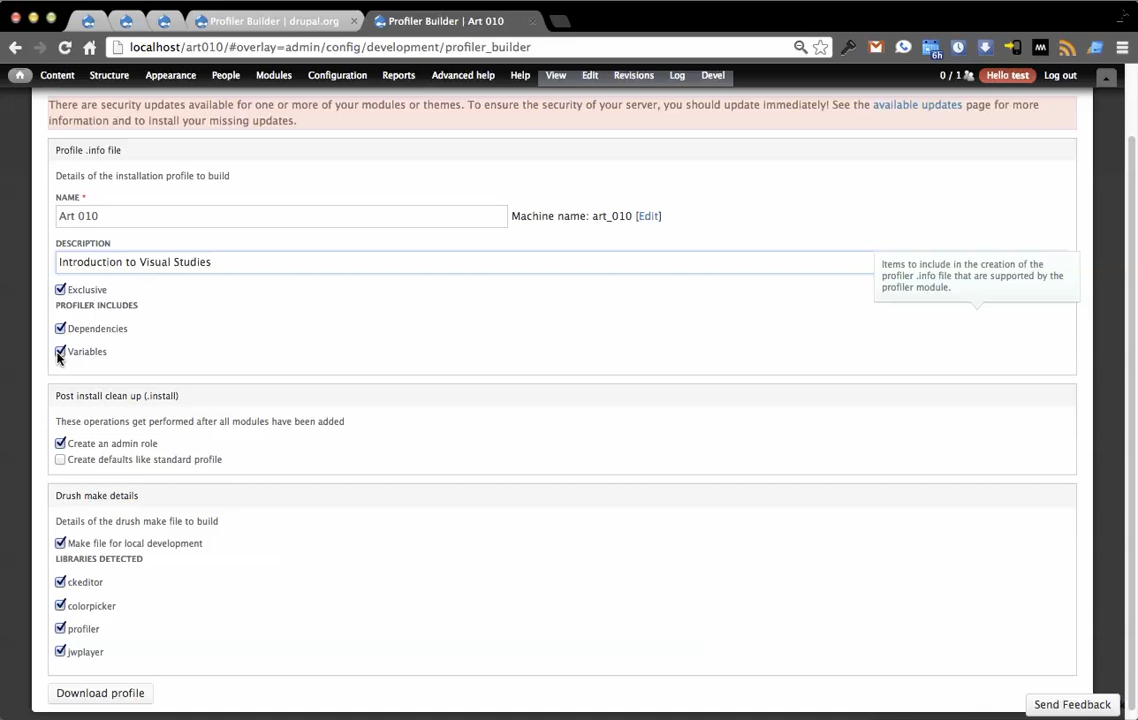 Profiler Builder | drupal.org
Profiler Builder | Art 010
localhost/art010/#overlay=admin/config/development/profiler_builder
6h
Content Structure Appearance People Modules Configuration Reports Advanced help Help View Edit Revisions Log Devel 0 / 1 Hello test Log out
There are security updates available for one or more of your modules or themes. To ensure the security of your server, you should update immediately! See the available updates page for more
information and to install your missing updates.
Profile .info file
Details of the installation profile to build
NAME *
Art 010 Machine name: art_010 [Edit]
DESCRIPTION
Introduction to Visual Studies
Items to include in the creation of the
profiler .info file that are supported by the
profiler module.
Exclusive
PROFILER INCLUDES
Dependencies
Variables
Post install clean up (.install)
These operations get performed after all modules have been added
Create an admin role
Create defaults like standard profile
Drush make details
Details of the drush make file to build
Make file for local development
LIBRARIES DETECTED
ckeditor
colorpicker
profiler
jwplayer
Download profile
Send Feedback